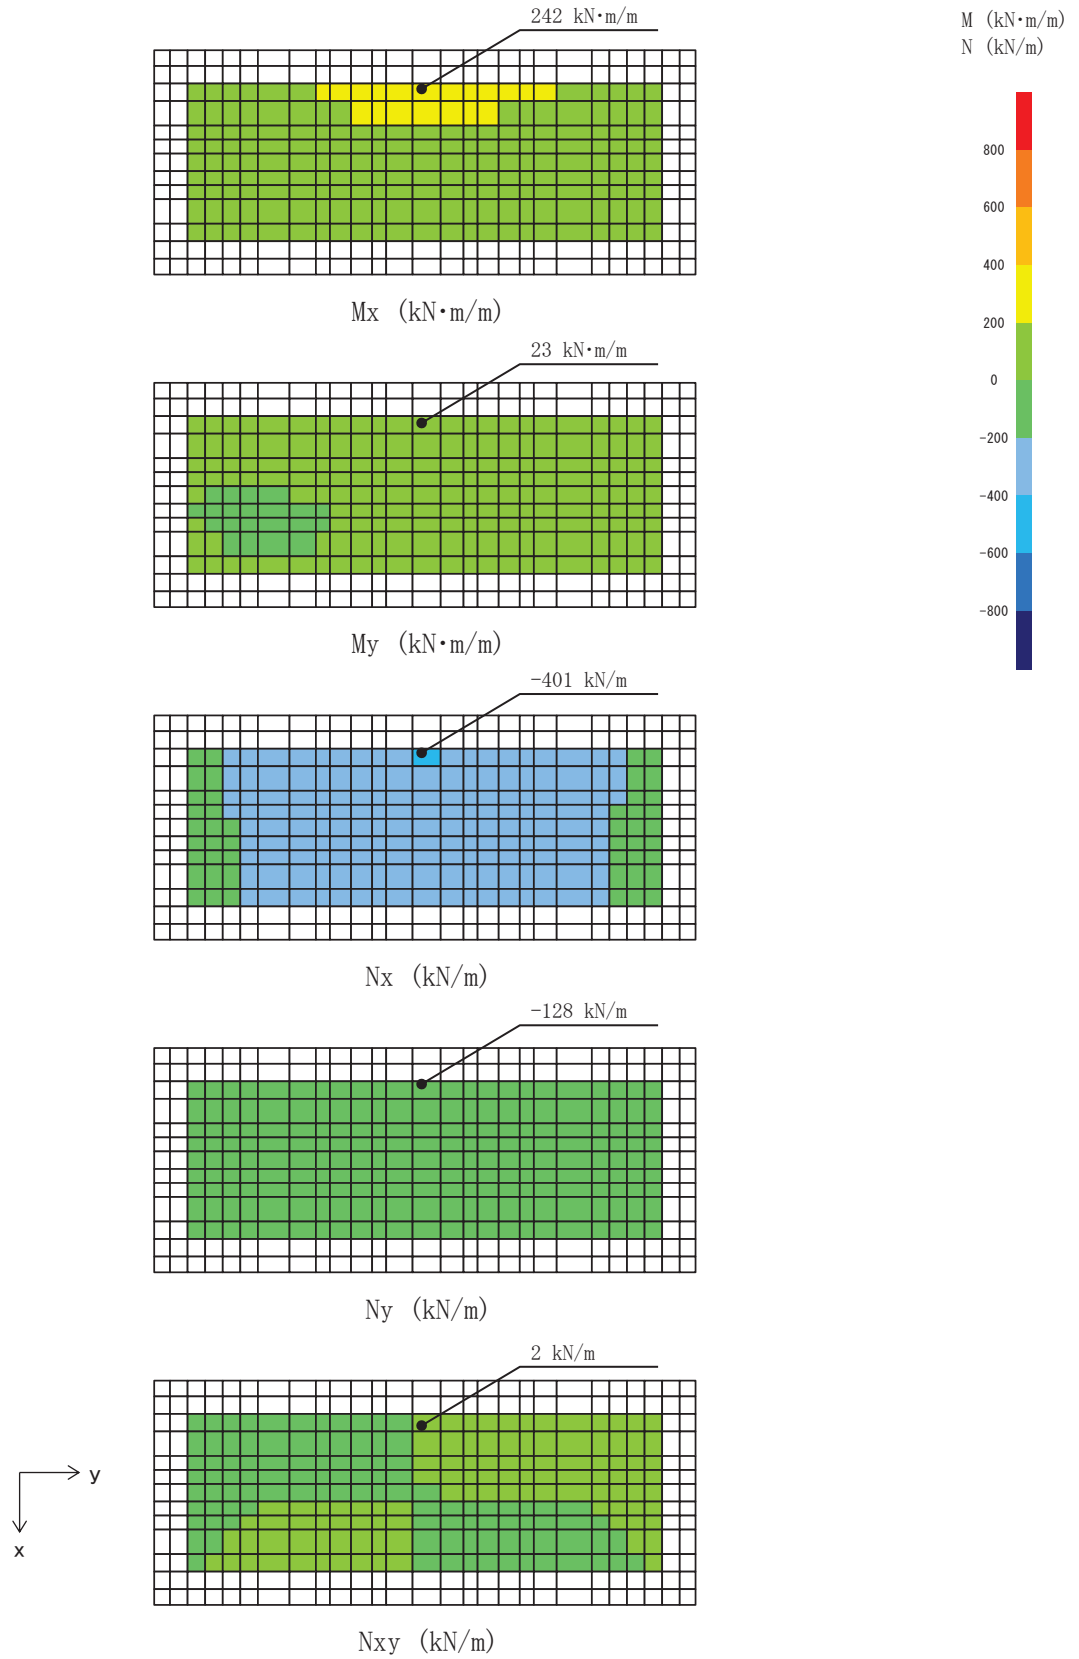 242 kN·m/m
M (kN·m/m)
N (kN/m)
800
600
400
200
0
-200
-400
-600
-800
Mx (kN·m/m)
23 kN·m/m
My (kN·m/m)
-401 kN/m
Nx (kN/m)
-128 kN/m
Ny (kN/m)
2 kN/m
y
x
Nxy (kN/m)